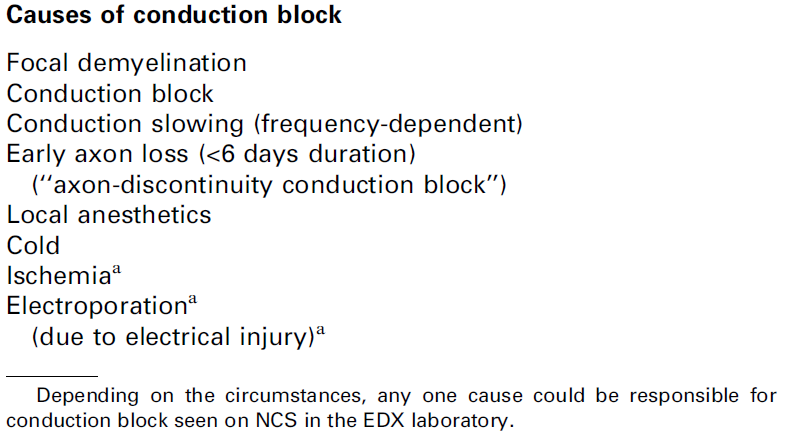 Causes of conduction block
Focal demyelination
Conduction block
Conduction slowing (frequency-dependent)
Early axon loss (<6 days duration)
(‘‘axon-discontinuity conduction block’’)
Local anesthetics
Cold
Ischemiaᵃ
Electroporationᵃ
(due to electrical injury)ᵃ
Depending on the circumstances, any one cause could be responsible for
conduction block seen on NCS in the EDX laboratory.